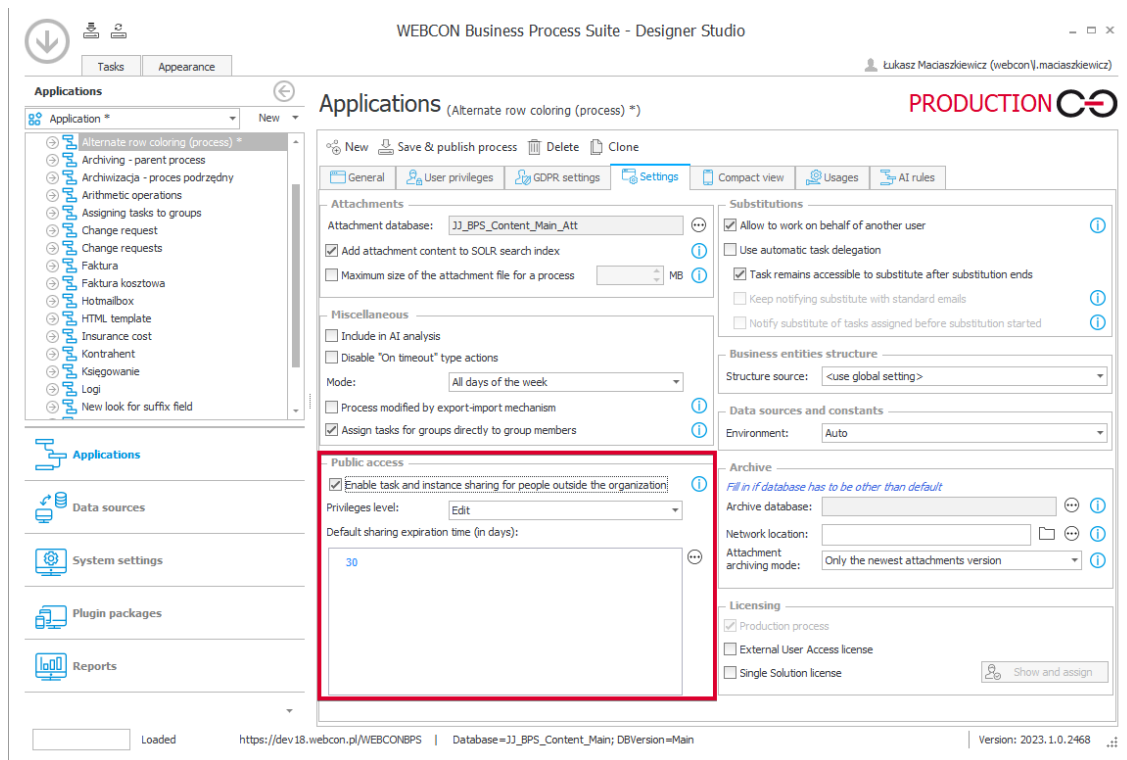 WEBCON Business Process Suite - Designer Studio
Tasks
Appearance
Łukasz Maciaszkiewicz (webcon\l.maciaszkiewicz)
Applications
Application *
New
Alternate row coloring (process) *
Archiving - parent process
Archiwizacja - proces podrzędny
Arithmetic operations
Assigning tasks to groups
Change request
Change requests
Faktura
Faktura kosztowa
Hotmailbox
HTML template
Insurance cost
Kontrahent
Księgowanie
Logi
New look for suffix field
Applications
Data sources
System settings
Plugin packages
Reports
Applications (Alternate row coloring (process) *)
PRODUCTION
New
Save & publish process
Delete
Clone
General
User privileges
GDPR settings
Settings
Compact view
Usages
AI rules
Attachments
Attachment database:
JJ_BPS_Content_Main_Att
Add attachment content to SOLR search index
Maximum size of the attachment file for a process
MB
Miscellaneous
Include in AI analysis
Disable "On timeout" type actions
Mode:
All days of the week
Process modified by export-import mechanism
Assign tasks for groups directly to group members
Public access
Enable task and instance sharing for people outside the organization
Privileges level:
Edit
Default sharing expiration time (in days):
30
Substitutions
Allow to work on behalf of another user
Use automatic task delegation
Task remains accessible to substitute after substitution ends
Keep notifying substitute with standard emails
Notify substitute of tasks assigned before substitution started
Business entities structure
Structure source:
<use global setting>
Data sources and constants
Environment:
Auto
Archive
Fill in if database has to be other than default
Archive database:
Network location:
Attachment
archiving mode:
Only the newest attachments version
Licensing
Production process
External User Access license
Single Solution license
Show and assign
Loaded
https://dev18.webcon.pl/WEBCONBPS | Database=JJ_BPS_Content_Main; DBVersion=Main
Version: 2023.1.0.2468